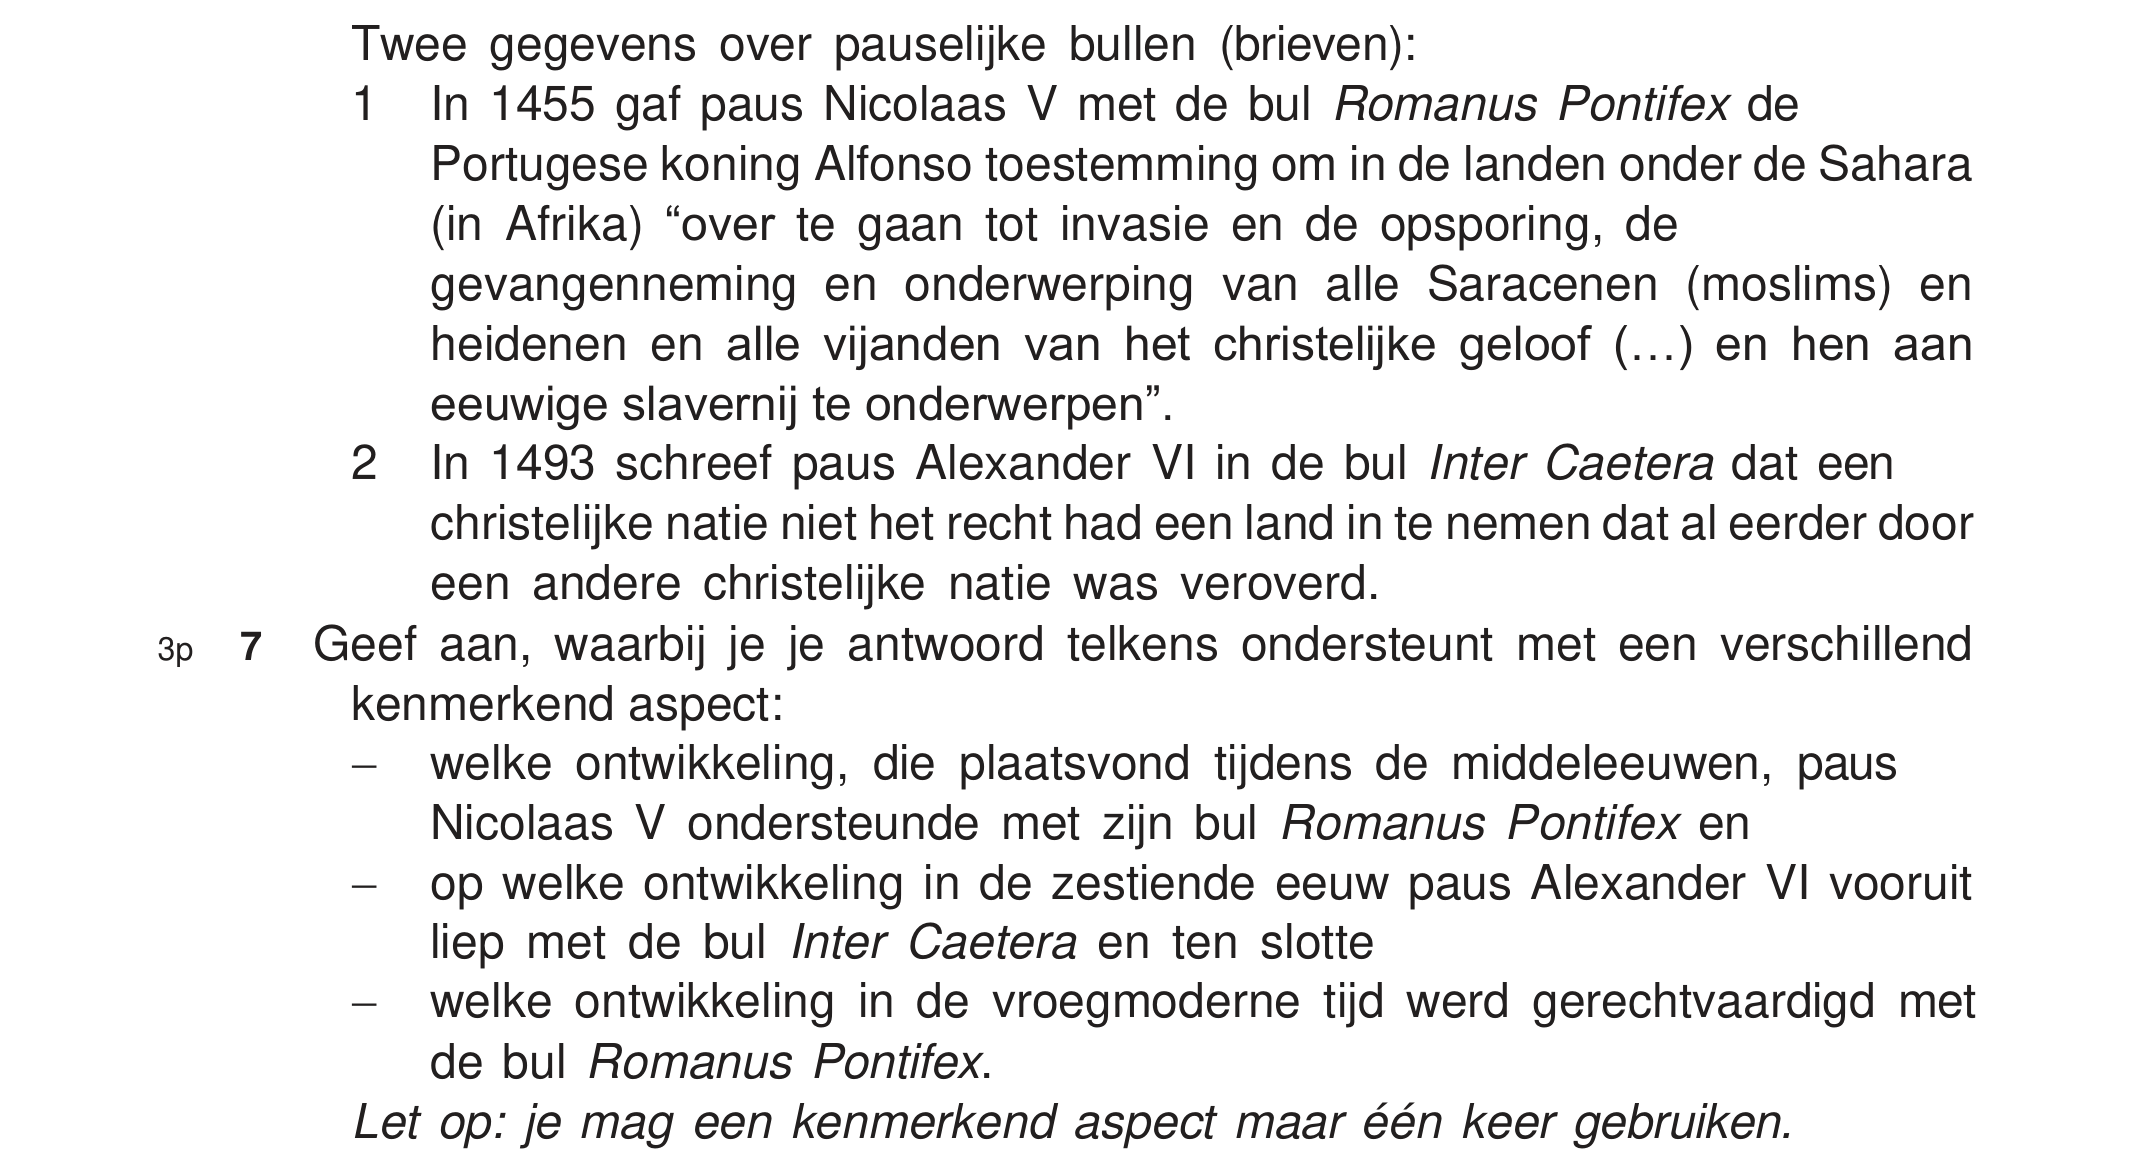 Twee gegevens over pauselijke bullen (brieven):
1 In 1455 gaf paus Nicolaas V met de bul Romanus Pontifex de
Portugese koning Alfonso toestemming om in de landen onder de Sahara
(in Afrika) “over te gaan tot invasie en de opsporing, de
gevangenneming en onderwerping van alle Saracenen (moslims) en
heidenen en alle vijanden van het christelijke geloof (…) en hen aan
eeuwige slavernij te onderwerpen”.
2 In 1493 schreef paus Alexander VI in de bul Inter Caetera dat een
christelijke natie niet het recht had een land in te nemen dat al eerder door
een andere christelijke natie was veroverd.
3p 7 Geef aan, waarbij je je antwoord telkens ondersteunt met een verschillend
kenmerkend aspect:
– welke ontwikkeling, die plaatsvond tijdens de middeleeuwen, paus
Nicolaas V ondersteunde met zijn bul Romanus Pontifex en
– op welke ontwikkeling in de zestiende eeuw paus Alexander VI vooruit
liep met de bul Inter Caetera en ten slotte
– welke ontwikkeling in de vroegmoderne tijd werd gerechtvaardigd met
de bul Romanus Pontifex.
Let op: je mag een kenmerkend aspect maar één keer gebruiken.